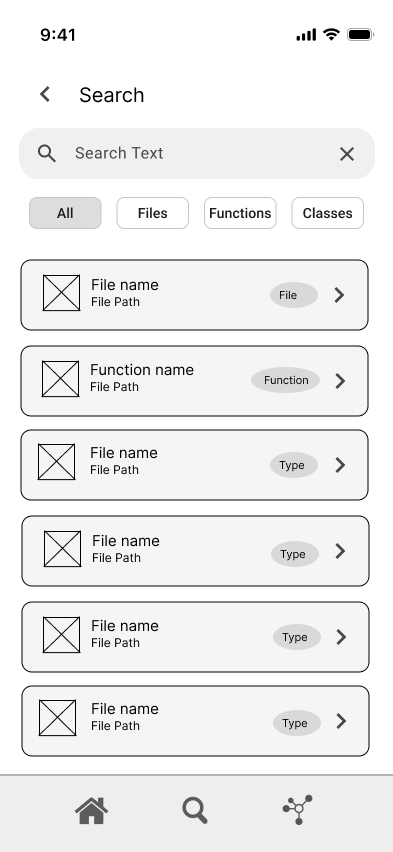 9:41
Search
Search Text
All Files Functions Classes
File name
File Path
File
Function name
File Path
Function
File name
File Path
Type
File name
File Path
Type
File name
File Path
Type
File name
File Path
Type